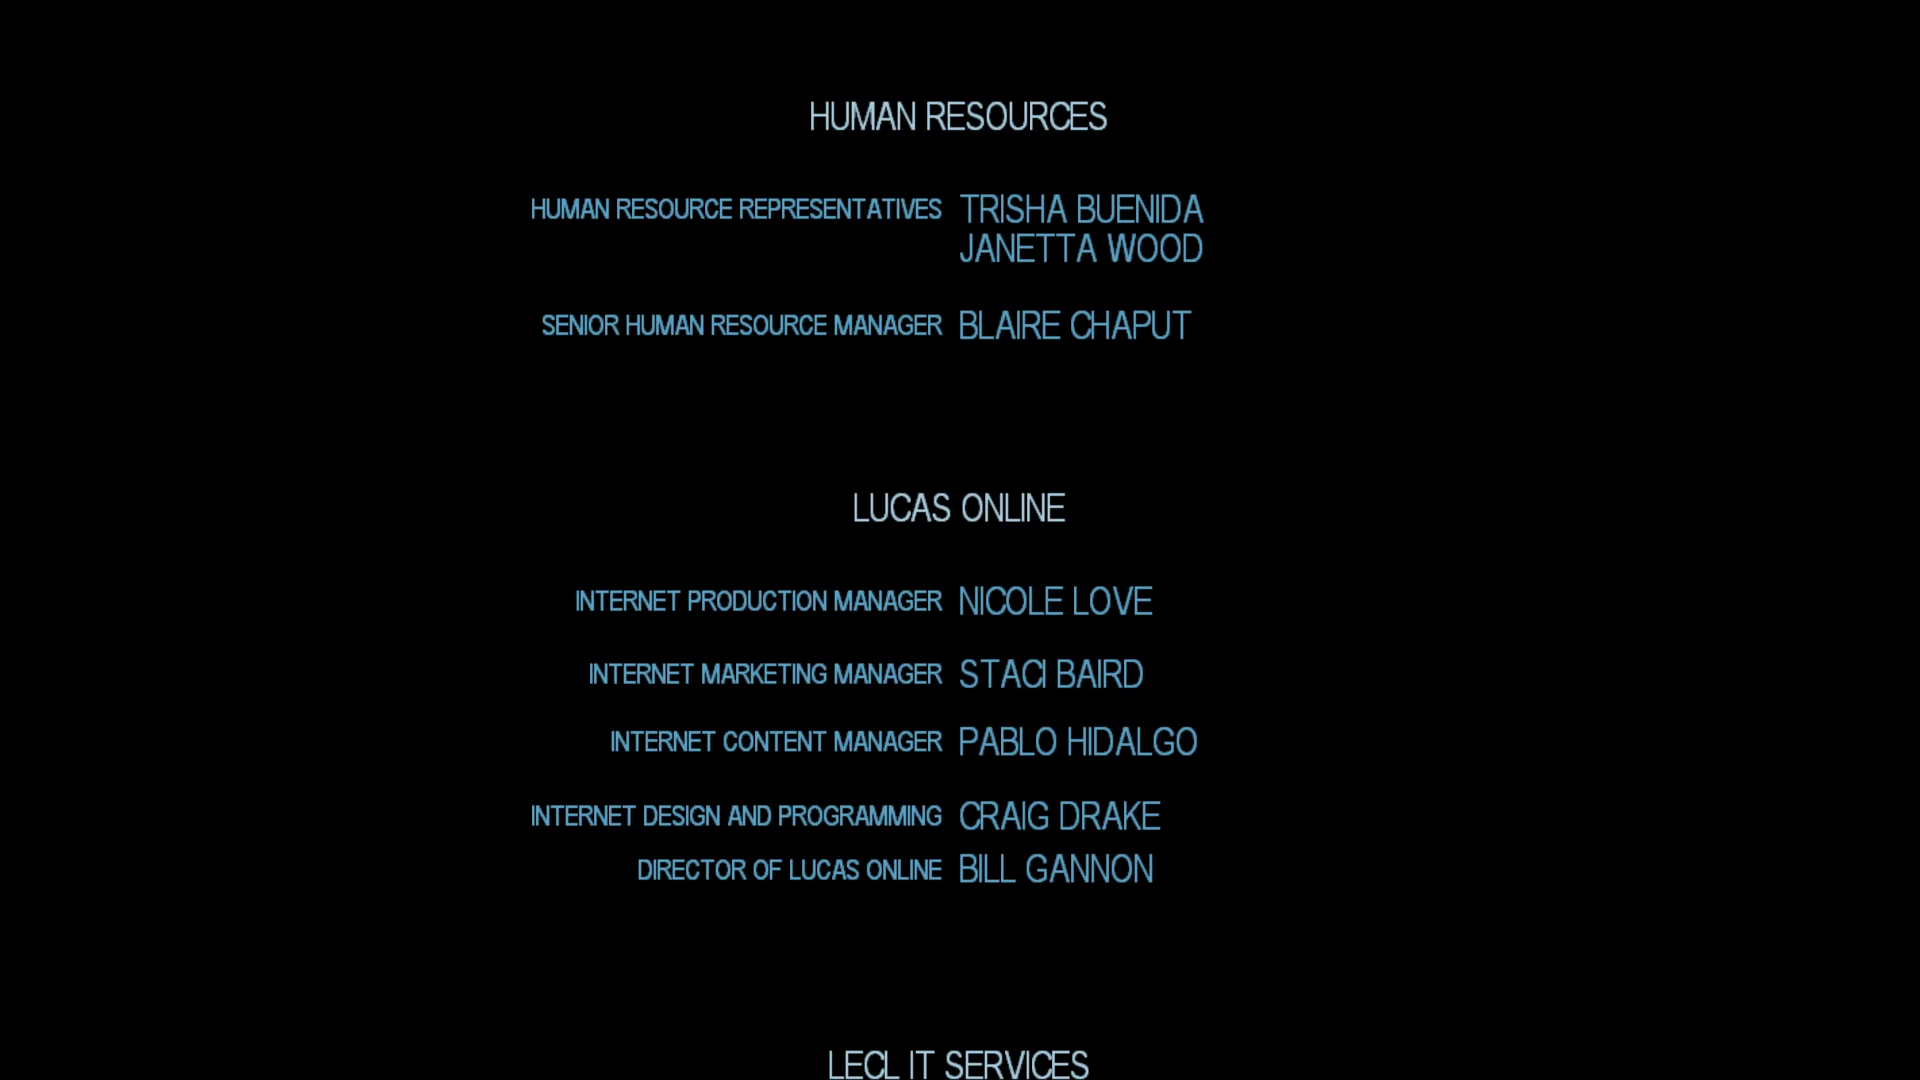 HUMAN RESOURCES
HUMAN RESOURCE REPRESENTATIVES TRISHA BUENIDA
JANETTA WOOD
SENIOR HUMAN RESOURCE MANAGER BLAIRE CHAPUT
LUCAS ONLINE
INTERNET PRODUCTION MANAGER NICOLE LOVE
INTERNET MARKETING MANAGER STACI BAIRD
INTERNET CONTENT MANAGER PABLO HIDALGO
INTERNET DESIGN AND PROGRAMMING CRAIG DRAKE
DIRECTOR OF LUCAS ONLINE BILL GANNON
LECL IT SERVICES